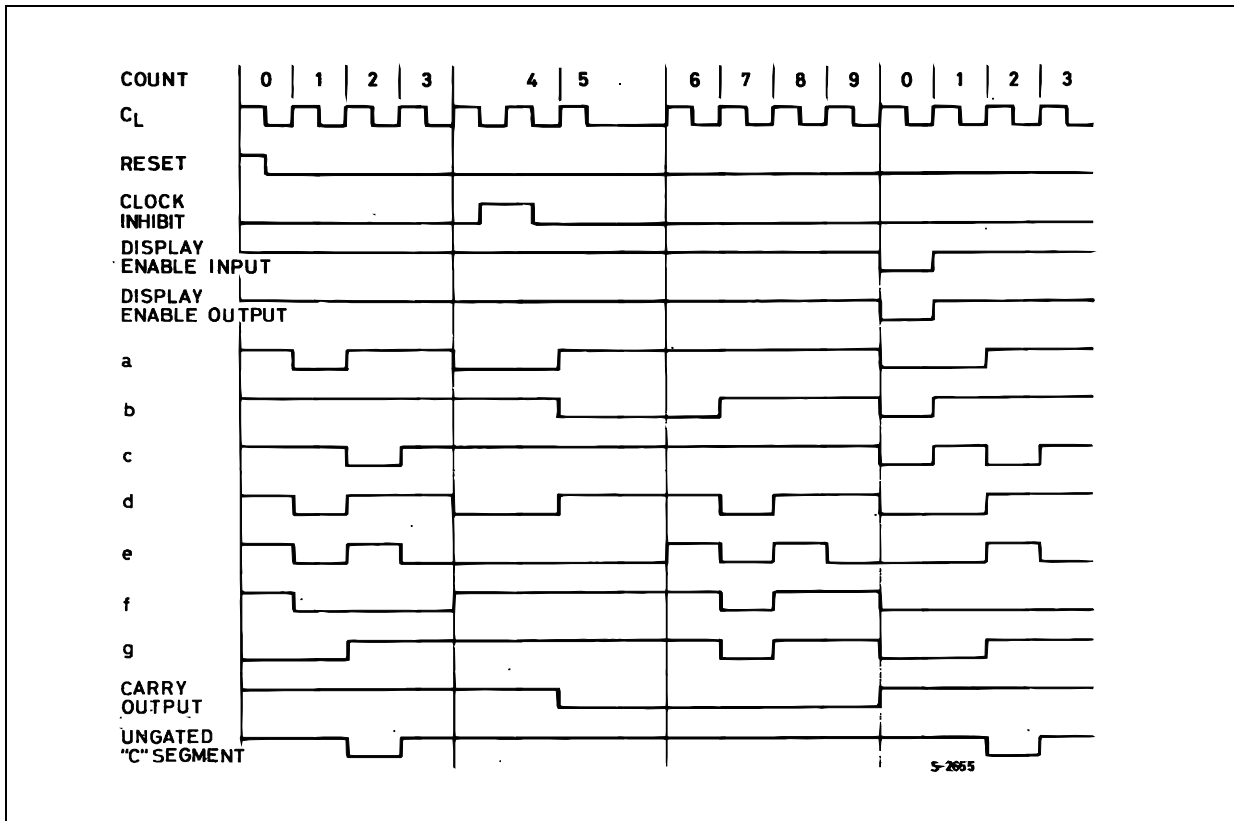 COUNT 0 1 2 3 4 5 6 7 8 9 0 1 2 3
CL
RESET
CLOCK
INHIBIT
DISPLAY
ENABLE INPUT
DISPLAY
ENABLE OUTPUT
a
b
c
d
e
f
g
CARRY
OUTPUT
UNGATED
"C" SEGMENT
S-2655